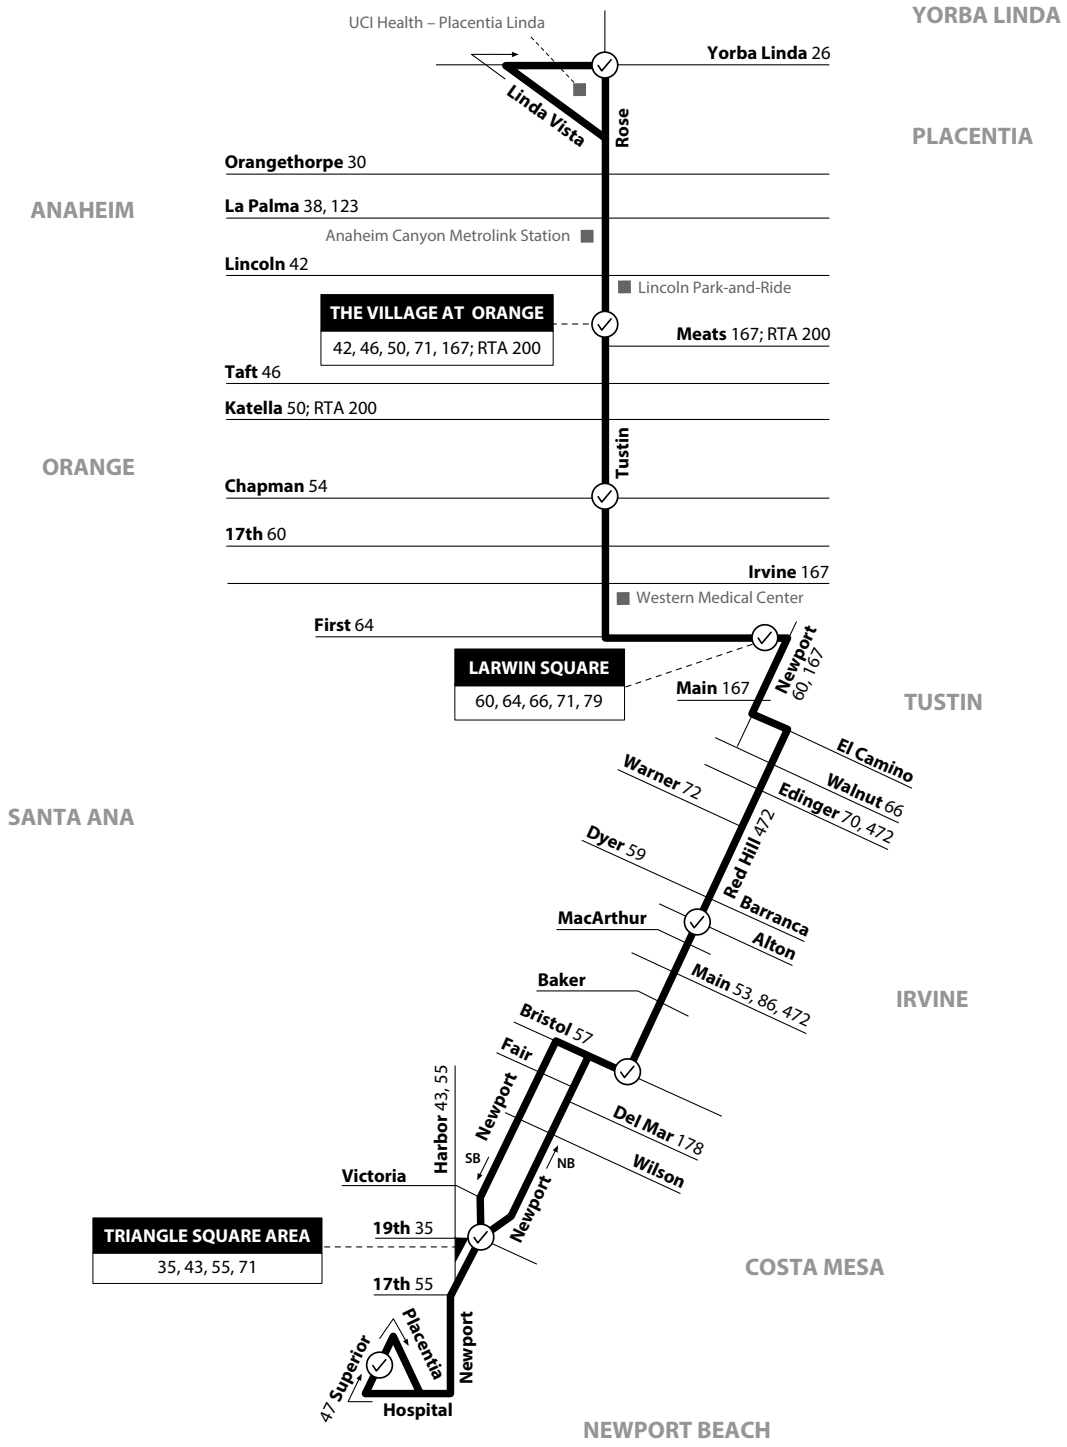 YORBA LINDA
UCI Health – Placentia Linda
Yorba Linda 26
Linda Vista
Rose
PLACENTIA
Orangethorpe 30
ANAHEIM
La Palma 38, 123
Anaheim Canyon Metrolink Station
Lincoln 42
Lincoln Park-and-Ride
THE VILLAGE AT ORANGE
42, 46, 50, 71, 167; RTA 200
Meats 167; RTA 200
Taft 46
Katella 50; RTA 200
Tustin
ORANGE
Chapman 54
17th 60
Irvine 167
Western Medical Center
First 64
Newport
60, 167
LARWIN SQUARE
60, 64, 66, 71, 79
Main 167
TUSTIN
El Camino
Walnut 66
Edinger 70, 472
Warner 72
SANTA ANA
Dyer 59
Red Hill 472
Barranca
Alton
MacArthur
Main 53, 86, 472
IRVINE
Baker
Bristol 57
Fair
Harbor 43, 55
Newport
SB
Del Mar 178
Wilson
NB
Newport
Victoria
19th 35
TRIANGLE SQUARE AREA
35, 43, 55, 71
COSTA MESA
17th 55
Placentia
Newport
47 Superior
Hospital
NEWPORT BEACH